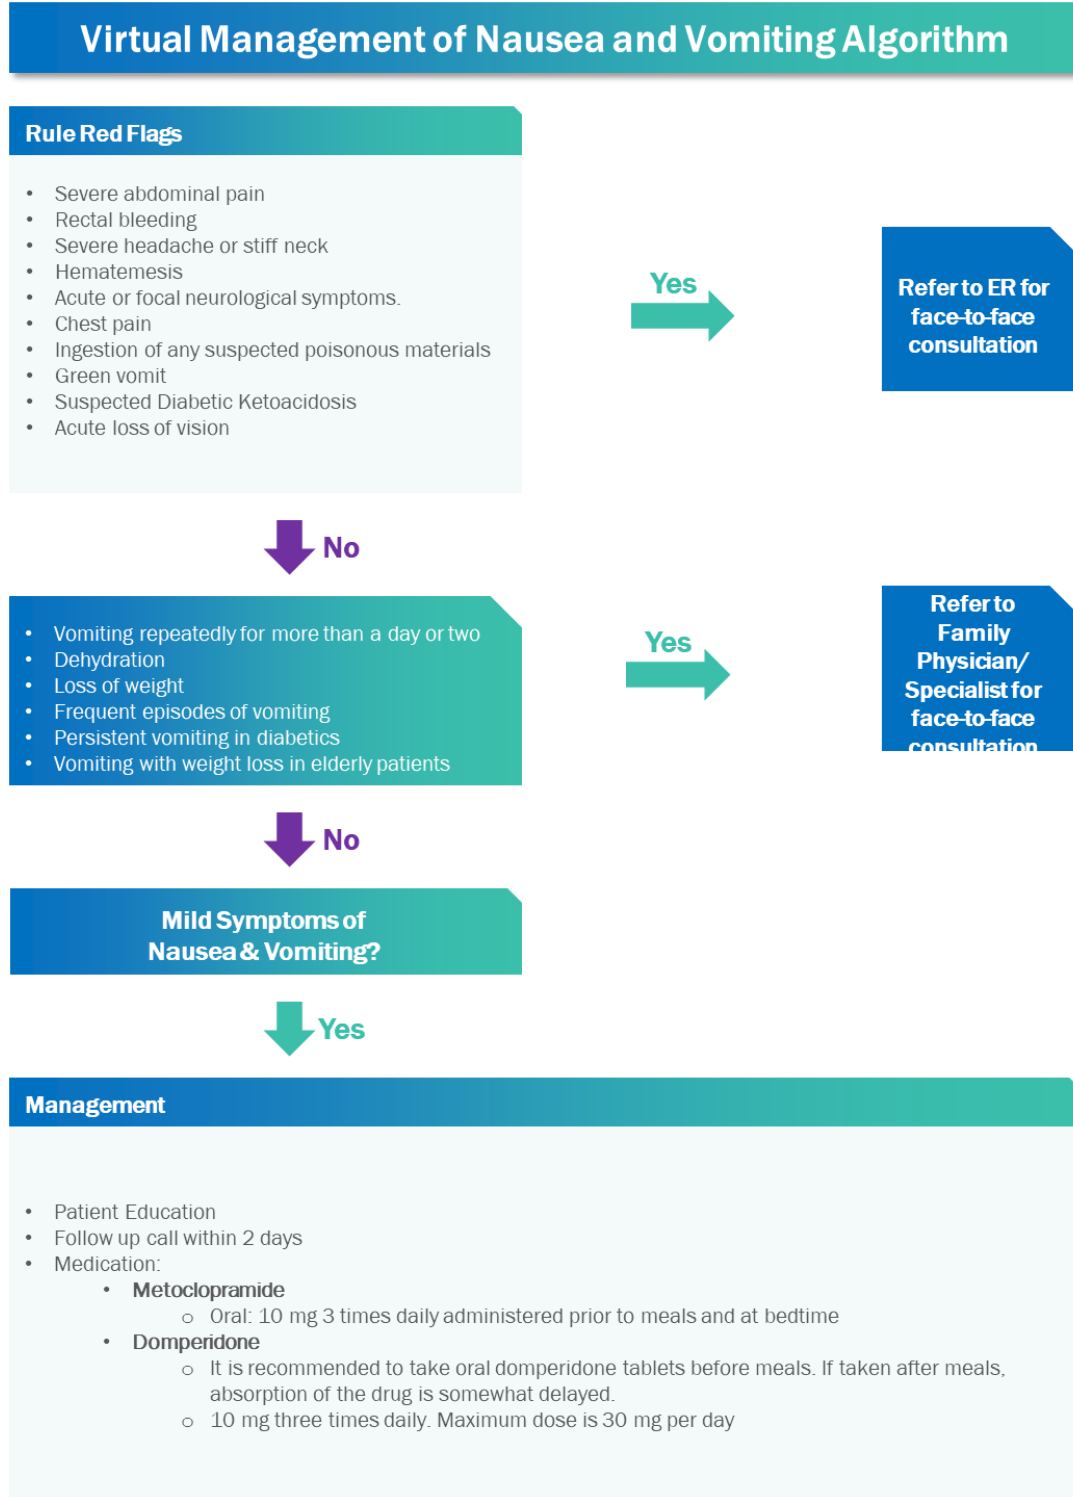 Virtual Management of Nausea and Vomiting Algorithm
Rule Red Flags
• Severe abdominal pain
• Rectal bleeding
• Severe headache or stiff neck
• Hematemesis
• Acute or focal neurological symptoms.
• Chest pain
• Ingestion of any suspected poisonous materials
• Green vomit
• Suspected Diabetic Ketoacidosis
• Acute loss of vision
Yes
Refer to ER for
face-to-face
consultation
No
• Vomiting repeatedly for more than a day or two
• Dehydration
• Loss of weight
• Frequent episodes of vomiting
• Persistent vomiting in diabetics
• Vomiting with weight loss in elderly patients
Yes
Refer to
Family
Physician/
Specialist for
face-to-face
consultation
No
Mild Symptoms of
Nausea & Vomiting?
Yes
Management
• Patient Education
• Follow up call within 2 days
• Medication:
• Metoclopramide
o Oral: 10 mg 3 times daily administered prior to meals and at bedtime
• Domperidone
o It is recommended to take oral domperidone tablets before meals. If taken after meals,
absorption of the drug is somewhat delayed.
o 10 mg three times daily. Maximum dose is 30 mg per day